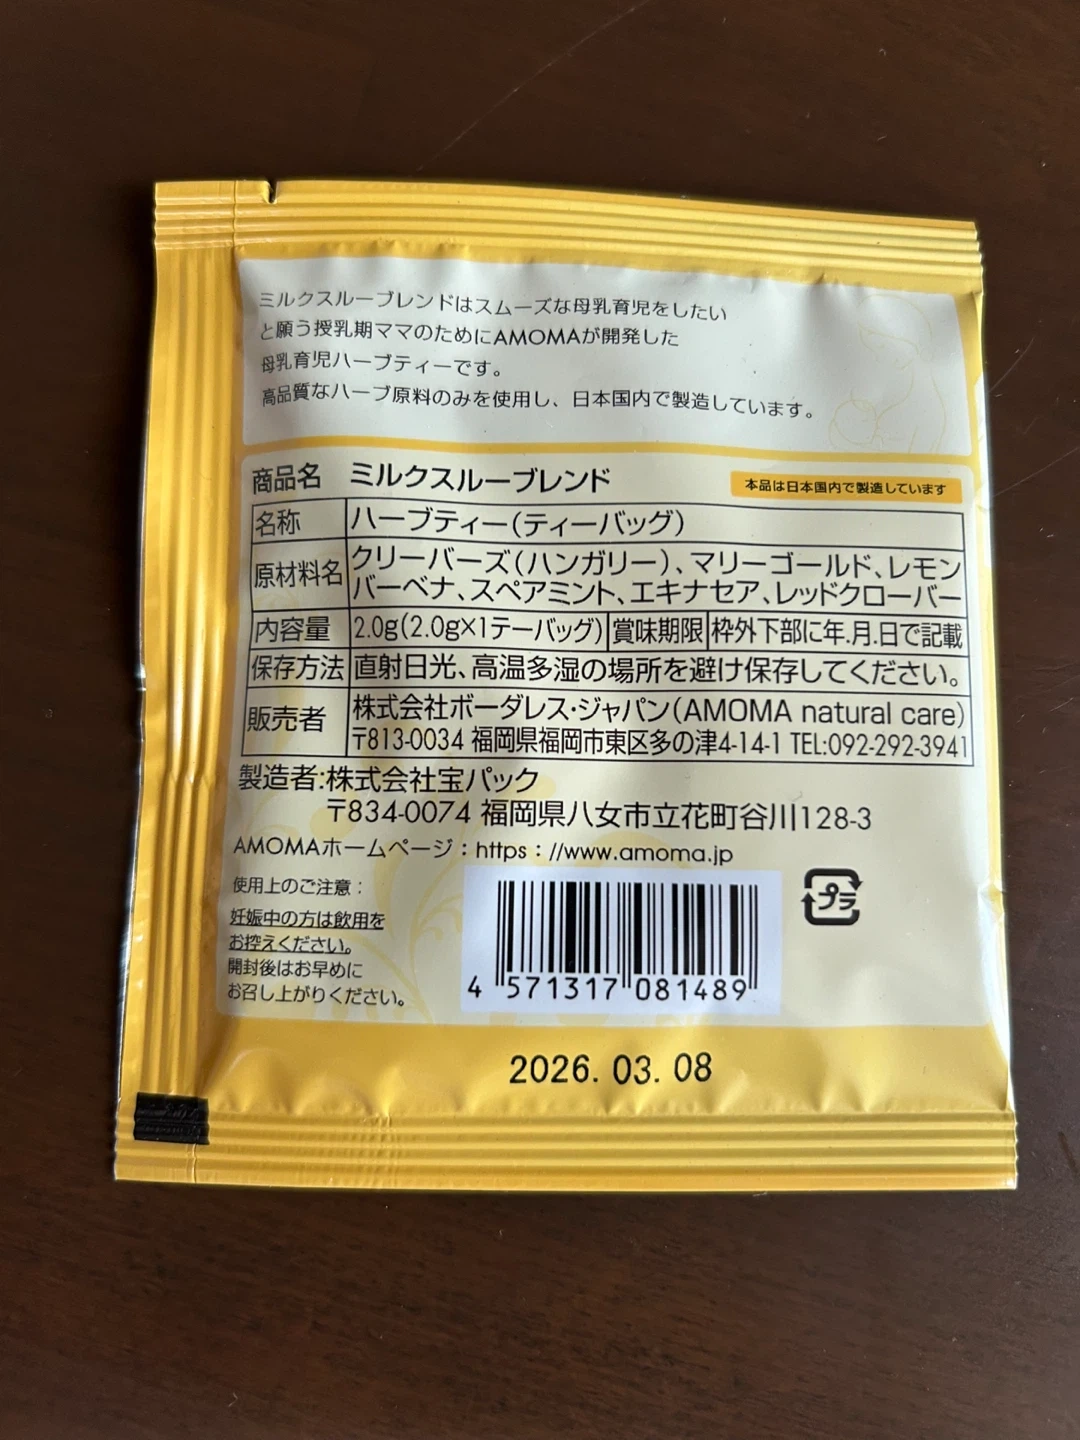 ミルクスルーブレンドはスムーズな母乳育児をしたい
と願う授乳期ママのためにAMOMAが開発した
母乳育児ハーブティーです。
高品質なハーブ原料のみを使用し、日本国内で製造しています。
商品名 ミルクスルーブレンド
本品は日本国内で製造しています
名称 ハーブティー(ティーバッグ)
原材料名 クリーバーズ(ハンガリー)、マリーゴールド、レモン
バーベナ、スペアミント、エキナセア、レッドクローバー
内容量 2.0g(2.0g×1テーバッグ) 賞味期限 枠外下部に年.月.日で記載
保存方法 直射日光、高温多湿の場所を避け保存してください。
販売者 株式会社ボーダレス・ジャパン(AMOMA natural care)
〒813-0034 福岡県福岡市東区多の津4-14-1 TEL:092-292-3941
製造者:株式会社宝パック
〒834-0074 福岡県八女市立花町谷川128-3
AMOMAホームページ:https://www.amoma.jp
使用上のご注意:
妊娠中の方は飲用を
お控えください。
開封後はお早めに
お召し上がりください。
プラ
4 571317 081489
2026.03.08